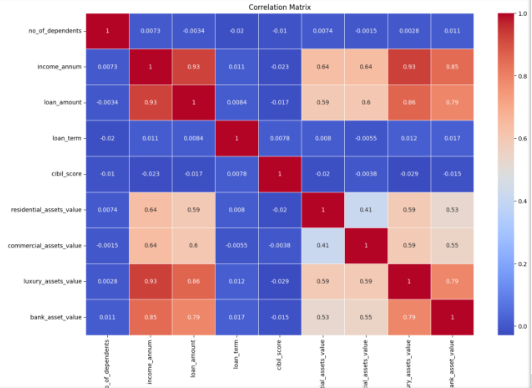 Correlation Matrix
no_of_dependents 1 0.0073 -0.0034 -0.02 -0.01 0.0074 -0.0015 0.0028 0.011
income_annum 0.0073 1 0.93 0.011 -0.023 0.64 0.64 0.93 0.85
loan_amount -0.0034 0.93 1 0.0084 -0.017 0.59 0.6 0.86 0.79
loan_term -0.02 0.011 0.0084 1 0.0078 0.008 -0.0055 0.012 0.017
cibil_score -0.01 -0.023 -0.017 0.0078 1 -0.02 -0.0038 -0.029 -0.015
residential_assets_value 0.0074 0.64 0.59 0.008 -0.02 1 0.41 0.59 0.53
commercial_assets_value -0.0015 0.64 0.6 -0.0055 -0.0038 0.41 1 0.59 0.55
luxury_assets_value 0.0028 0.93 0.86 0.012 -0.029 0.59 0.59 1 0.79
bank_asset_value 0.011 0.85 0.79 0.017 -0.015 0.53 0.55 0.79 1
of_dependents
income_annum
loan_amount
loan_term
cibil_score
ial_assets_value
ial_assets_value
ry_assets_value
ank_asset_value
1.0
0.8
0.6
0.4
0.2
0.0